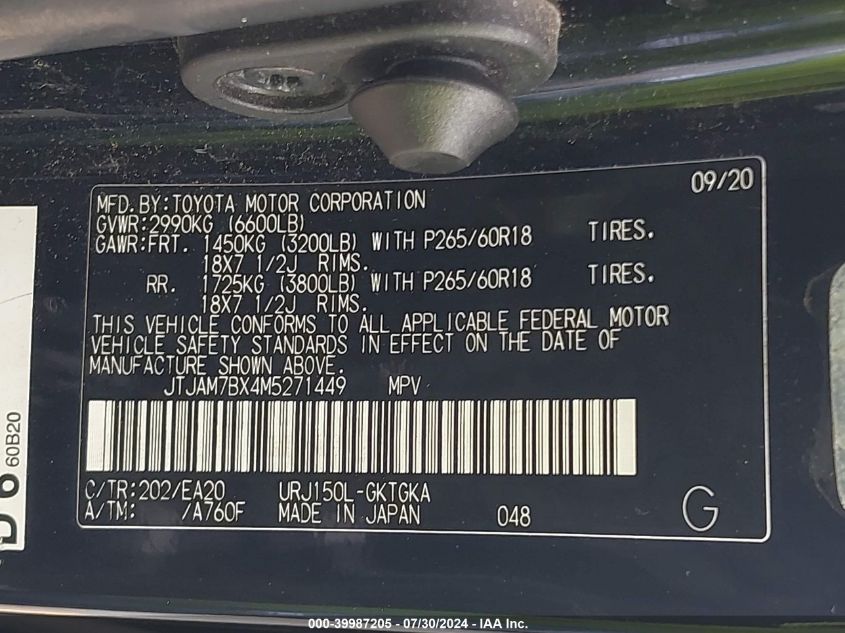 09/20
MFD.BY:TOYOTA MOTOR CORPORATION
GVWR:2990KG (6600LB)
GAWR:FRT. 1450KG (3200LB) WITH P265/60R18 TIRES.
18X7 1/2J RIMS.
RR. 1725KG (3800LB) WITH P265/60R18 TIRES.
18X7 1/2J RIMS.
THIS VEHICLE CONFORMS TO ALL APPLICABLE FEDERAL MOTOR
VEHICLE SAFETY STANDARDS IN EFFECT ON THE DATE OF
MANUFACTURE SHOWN ABOVE.
JTJAM7BX4M5271449 MPV
C/TR:202/EA20 URJ150L-GKTGKA
A/TM: /A760F MADE IN JAPAN 048 G
60B20
000-39987205 - 07/30/2024 - IAA Inc.